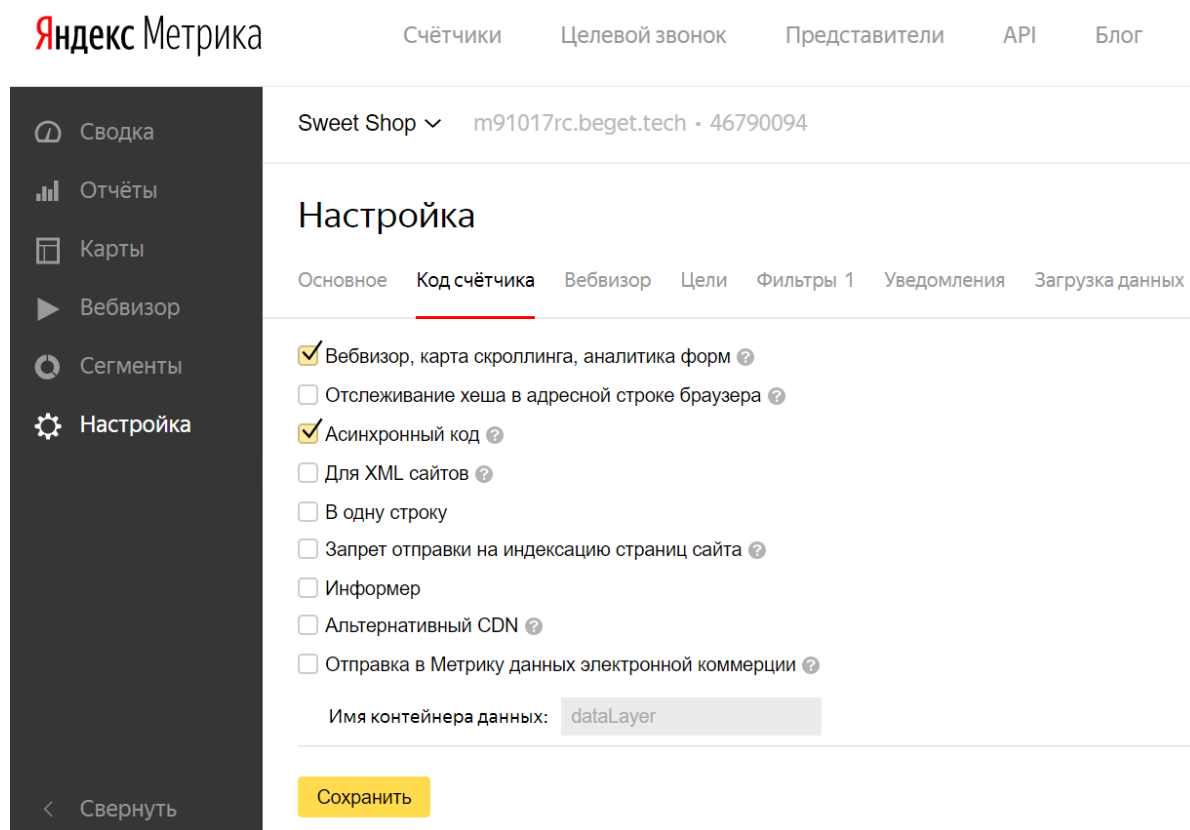 Яндекс Метрика
Счётчики Целевой звонок Представители API Блог
Сводка
Отчёты
Карты
Вебвизор
Сегменты
Настройка
Свернуть
Sweet Shop m91017rc.beget.tech • 46790094
Настройка
Основное Код счётчика Вебвизор Цели Фильтры 1 Уведомления Загрузка данных
Вебвизор, карта скроллинга, аналитика форм ?
Отслеживание хеша в адресной строке браузера ?
Асинхронный код ?
Для XML сайтов ?
В одну строку
Запрет отправки на индексацию страниц сайта ?
Информер
Альтернативный CDN ?
Отправка в Метрику данных электронной коммерции ?
Имя контейнера данных: dataLayer
Сохранить